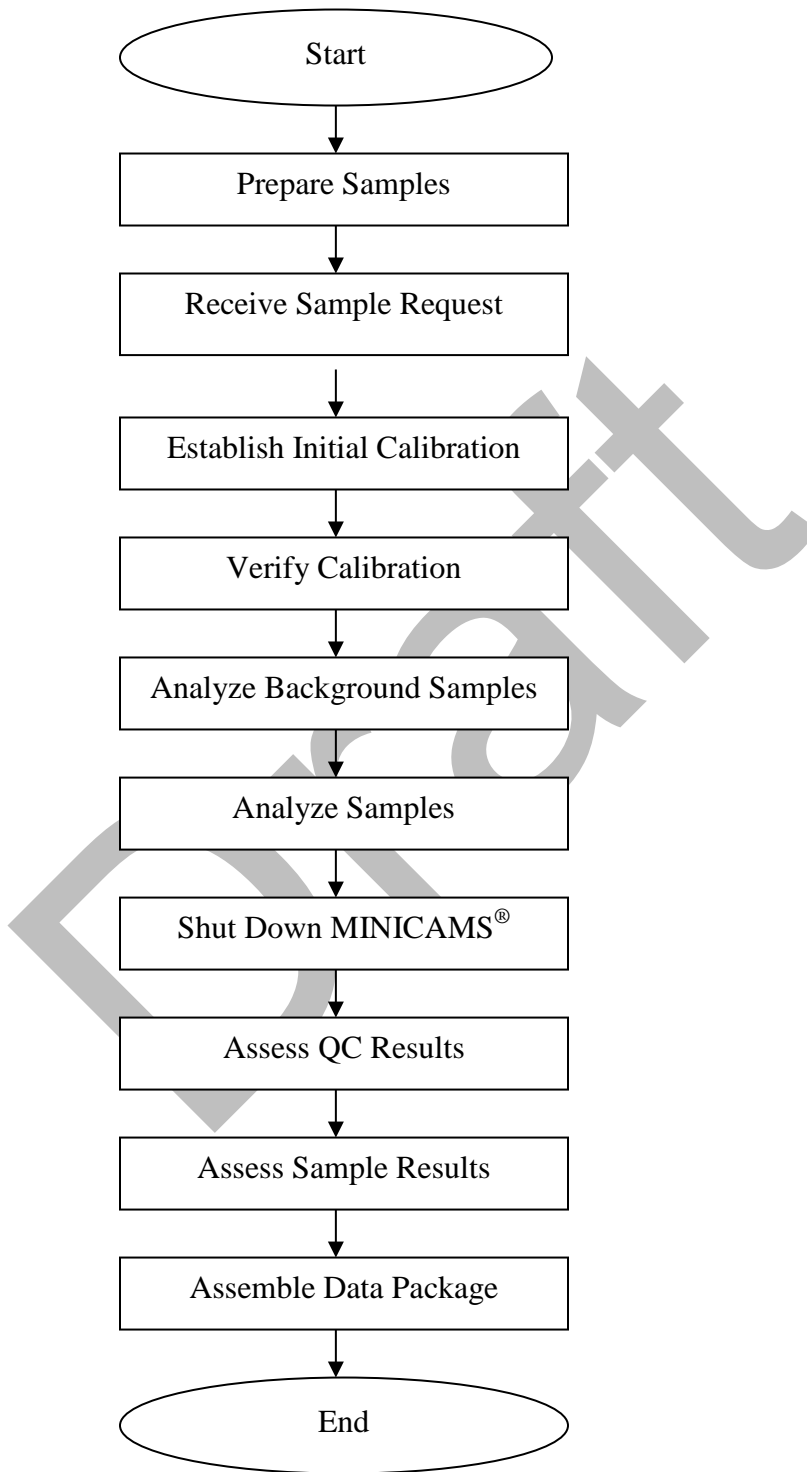 Start
Prepare Samples
Receive Sample Request
Establish Initial Calibration
Verify Calibration
Analyze Background Samples
Analyze Samples
Shut Down MINICAMS®
Assess QC Results
Assess Sample Results
Assemble Data Package
End
Draft